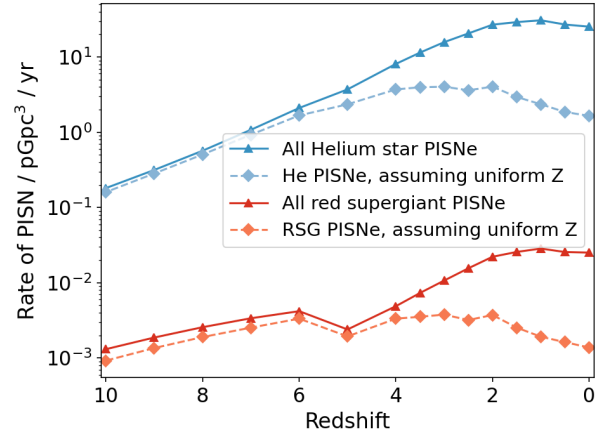 Rate of PISN / pGpc³ / yr
10¹
10⁰
10⁻¹
10⁻²
10⁻³
All Helium star PISNe
He PISNe, assuming uniform Z
All red supergiant PISNe
RSG PISNe, assuming uniform Z
10 8 6 4 2 0
Redshift